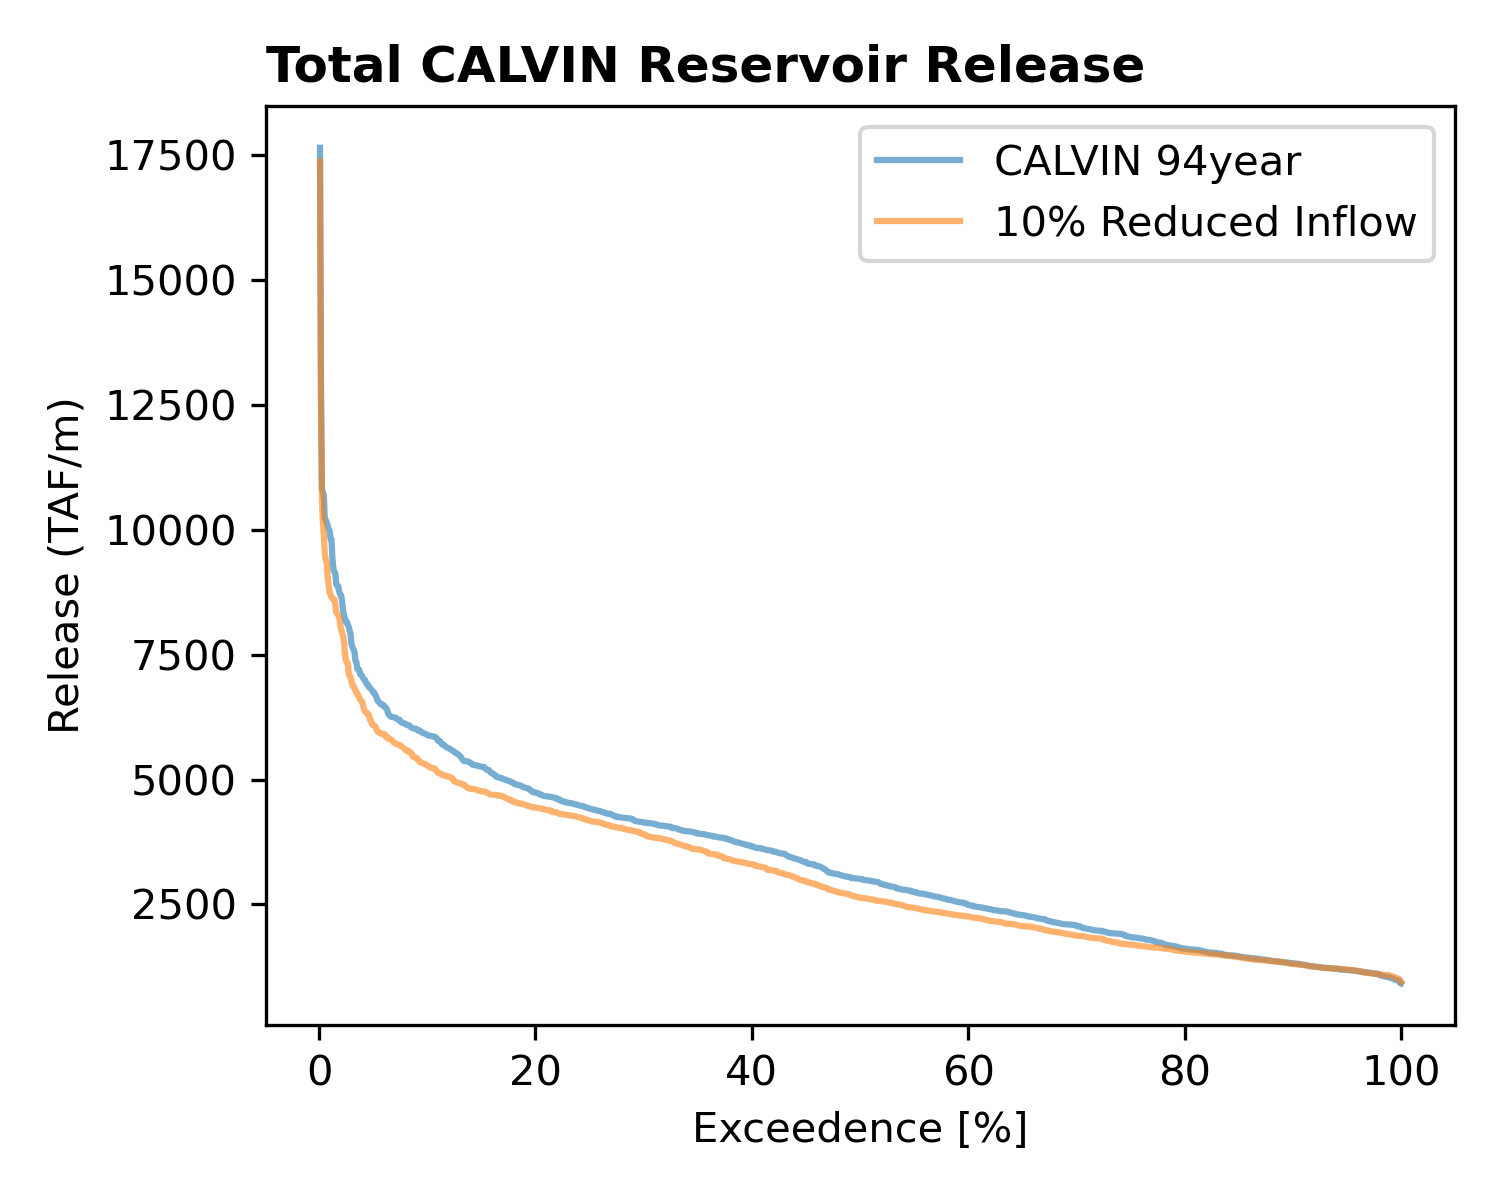 Total CALVIN Reservoir Release
CALVIN 94year
10% Reduced Inflow
Release (TAF/m)
17500
15000
12500
10000
7500
5000
2500
0 20 40 60 80 100
Exceedence [%]